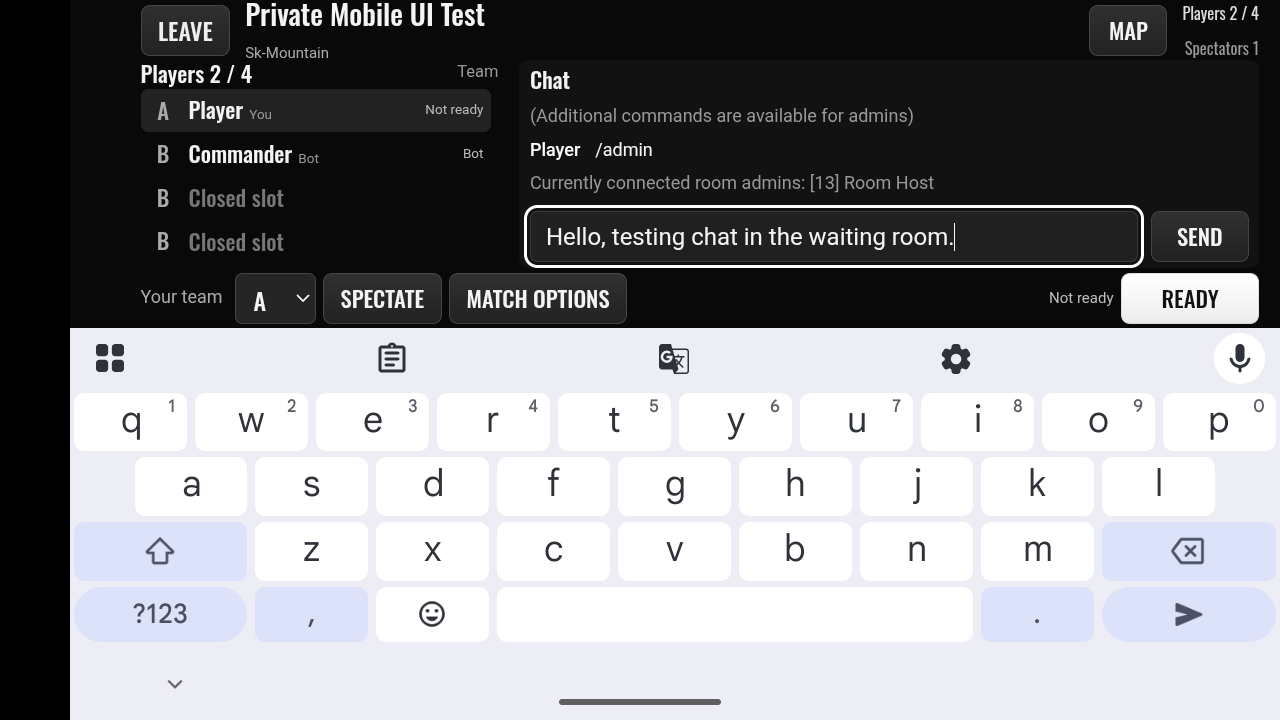 LEAVE
Private Mobile UI Test
Sk-Mountain
MAP
Players 2 / 4
Spectators 1
Players 2 / 4
Team
A Player You Not ready
B Commander Bot Bot
B Closed slot
B Closed slot
Chat
(Additional commands are available for admins)
Player /admin
Currently connected room admins: [13] Room Host
Hello, testing chat in the waiting room.
SEND
Your team A SPECTATE MATCH OPTIONS Not ready READY
q 1 w 2 e 3 r 4 t 5 y 6 u 7 i 8 o 9 p 0
a s d f g h j k l
z x c v b n m
?123 , .